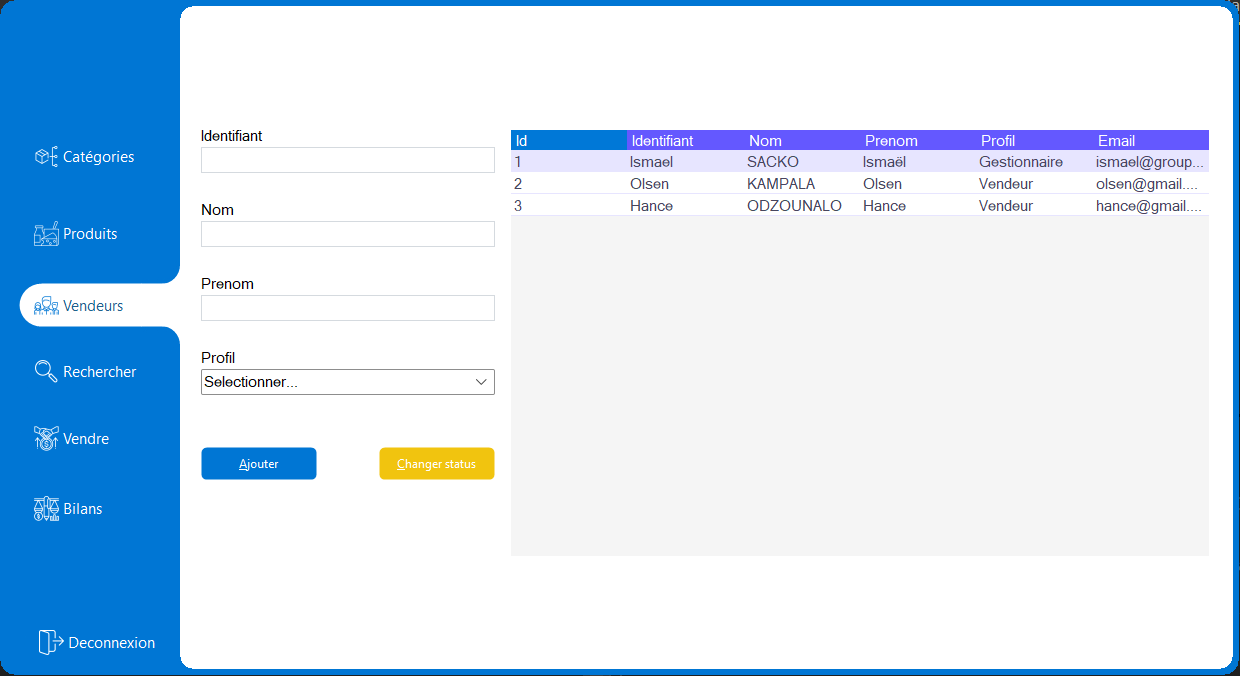 Catégories
Produits
Vendeurs
Rechercher
Vendre
Bilans
Deconnexion
Identifiant
Nom
Prenom
Profil
Selectionner...
Ajouter Changer status
Id Identifiant Nom Prenom Profil Email
1 Ismael SACKO Ismaël Gestionnaire ismael@group...
2 Olsen KAMPALA Olsen Vendeur olsen@gmail....
3 Hance ODZOUNALO Hance Vendeur hance@gmail....